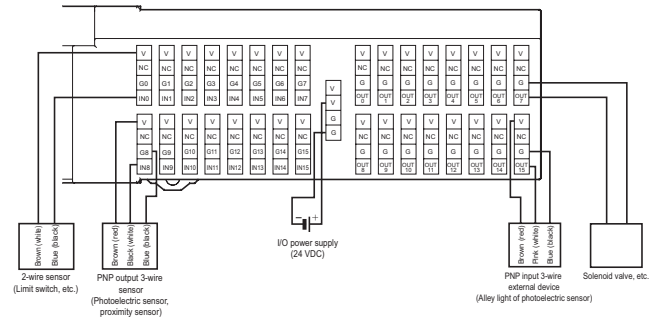 V V V V V V V V V V V V V V V V
NC NC NC NC NC NC NC NC NC NC NC NC NC NC NC NC
G0 G1 G2 G3 G4 G5 G6 G7 G G G G G G G G
IN0 IN1 IN2 IN3 IN4 IN5 IN6 IN7 OUT 0 OUT 1 OUT 2 OUT 3 OUT 4 OUT 5 OUT 6 OUT 7
V
V
G
G
V V V V V V V V V V V V V V V V
NC NC NC NC NC NC NC NC NC NC NC NC NC NC NC NC
G8 G9 G10 G11 G12 G13 G14 G15 G G G G G G G G
IN8 IN9 IN10 IN11 IN12 IN13 IN14 IN15 OUT 8 OUT 9 OUT 10 OUT 11 OUT 12 OUT 13 OUT 14 OUT 15
Brown (white)
Blue (black)
2-wire sensor
(Limit switch, etc.)
Brown (red)
Black (white)
Blue (black)
PNP output 3-wire
sensor
(Photoelectric sensor,
proximity sensor)
− +
I/O power supply
(24 VDC)
Brown (red)
Pink (white)
Blue (black)
PNP input 3-wire
external device
(Alley light of photoelectric sensor)
Solenoid valve, etc.